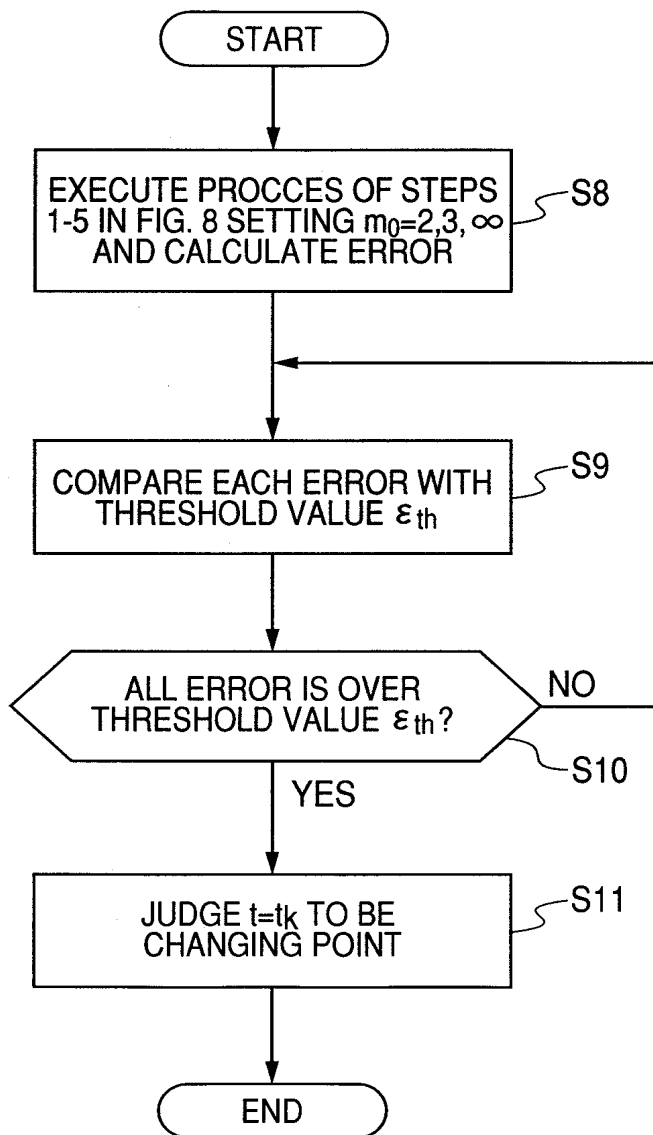 START
EXECUTE PROCCES OF STEPS
1-5 IN FIG. 8 SETTING m0=2,3, ∞
AND CALCULATE ERROR
S8
COMPARE EACH ERROR WITH
THRESHOLD VALUE εth
S9
ALL ERROR IS OVER
THRESHOLD VALUE εth?
NO
S10
YES
JUDGE t=tk TO BE
CHANGING POINT
S11
END